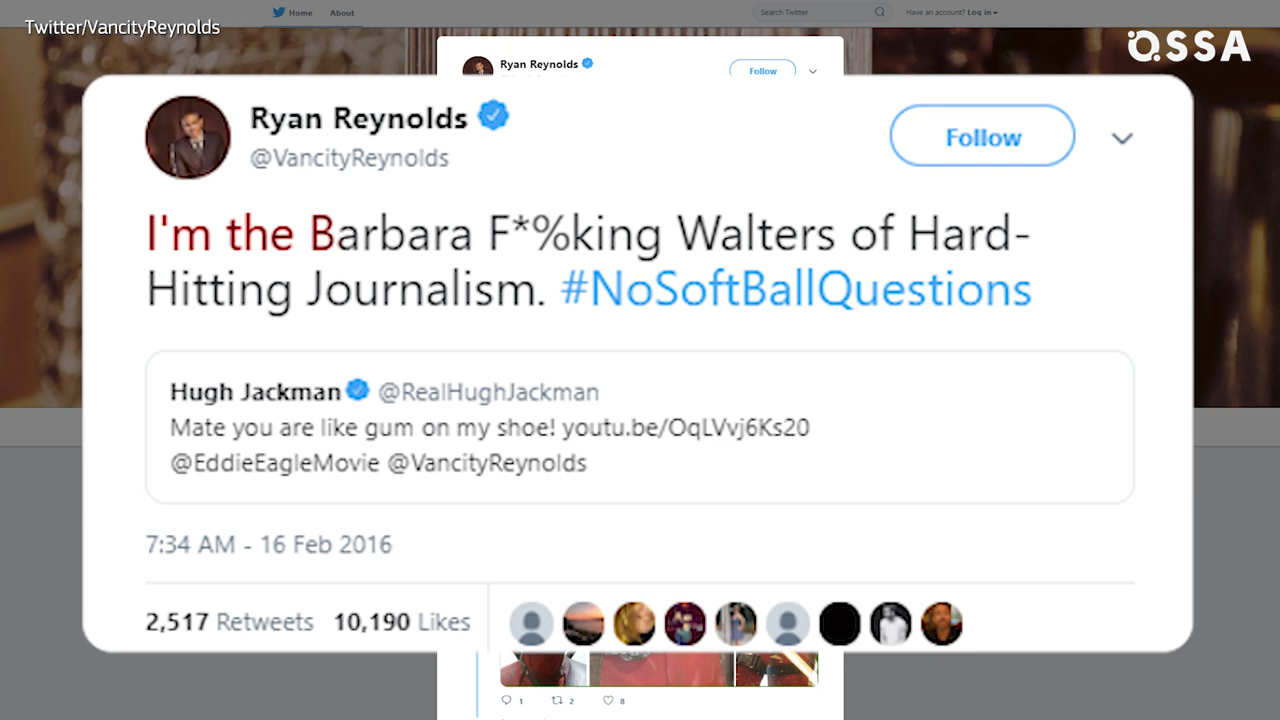 Twitter/VancityReynolds
Home About
Search Twitter
Have an account? Log in
QSSA
Ryan Reynolds
Follow
Ryan Reynolds
@VancityReynolds
Follow
I'm the Barbara F*%king Walters of Hard-
Hitting Journalism. #NoSoftBallQuestions
Hugh Jackman @RealHughJackman
Mate you are like gum on my shoe! youtu.be/OqLVvj6Ks20
@EddieEagleMovie @VancityReynolds
7:34 AM - 16 Feb 2016
2,517 Retweets 10,190 Likes
1 2 8